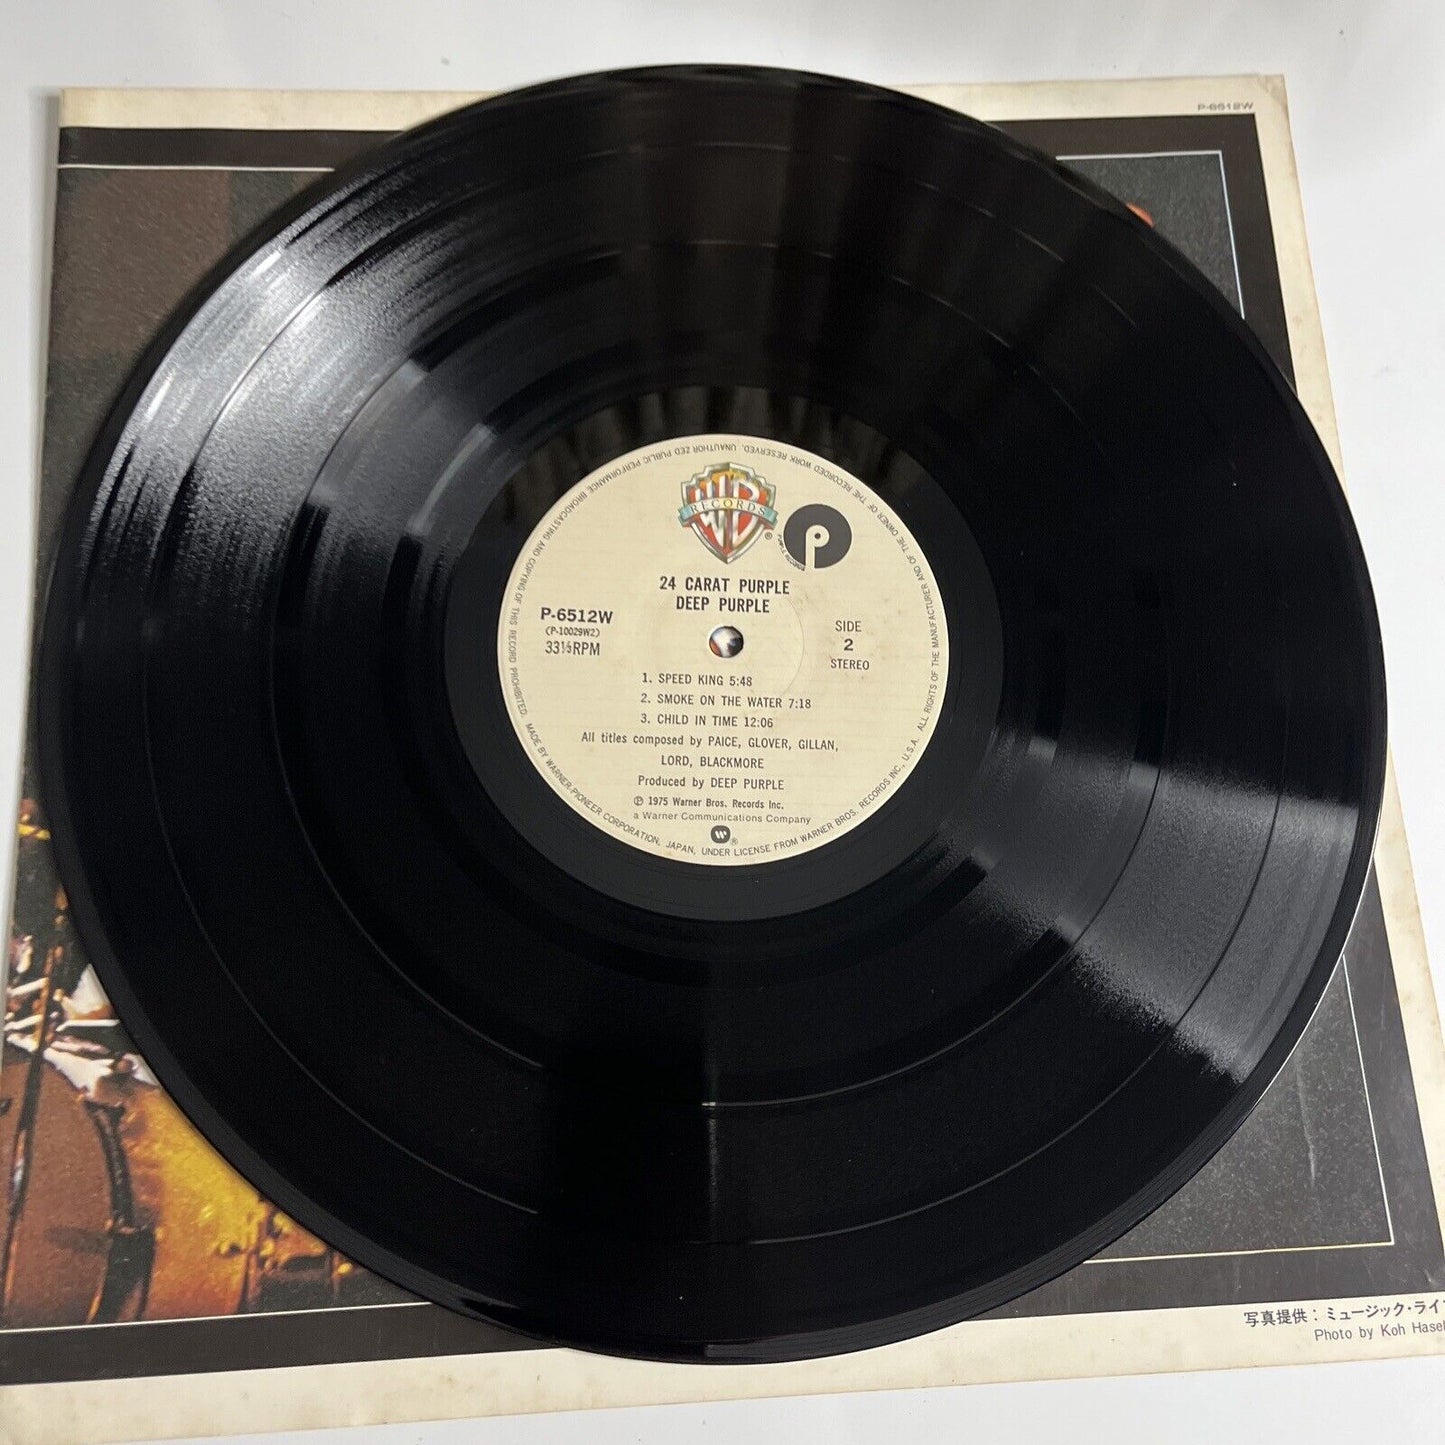 P-6512W
RECORDS
®
P
PURPLE RECORDS
24 CARAT PURPLE
DEEP PURPLE
P-6512W
(P-10029W2)
33⅓RPM
SIDE
2
STEREO
1. SPEED KING 5:48
2. SMOKE ON THE WATER 7:18
3. CHILD IN TIME 12:06
All titles composed by PAICE, GLOVER, GILLAN,
LORD, BLACKMORE
Produced by DEEP PURPLE
℗ 1975 Warner Bros. Records Inc.
a Warner Communications Company
W®
MADE BY WARNER-PIONEER CORPORATION, JAPAN, UNDER LICENSE FROM WARNER BROS. RECORDS INC., U.S.A. ALL RIGHTS OF THE MANUFACTURER AND OF THE OWNER OF THE RECORDED WORK RESERVED. UNAUTHORIZED PUBLIC PERFORMANCE BROADCASTING AND COPYING OF THIS RECORD PROHIBITED.
写真提供：ミュージック・ライフ
Photo by Koh